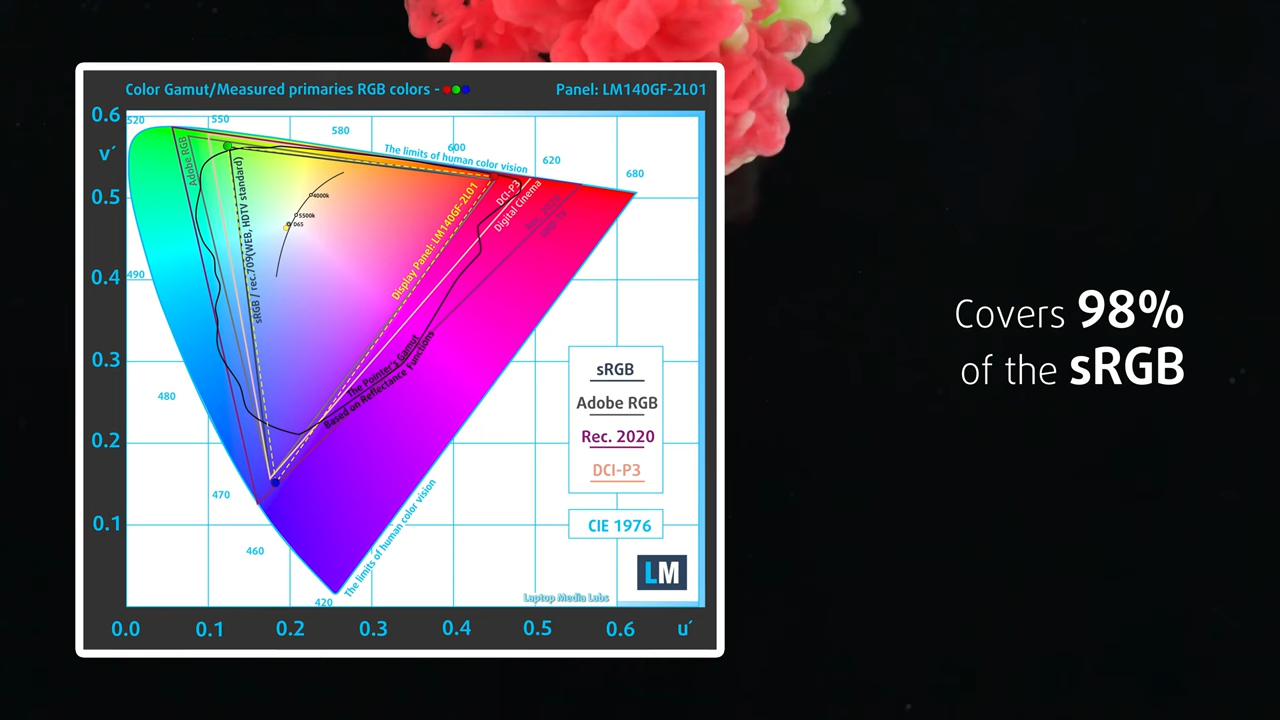 Color Gamut/Measured primaries RGB colors -
Panel: LM140GF-2L01
0.6
v´
0.5
0.4
0.3
0.2
0.1
0.0
0.1
0.2
0.3
0.4
0.5
0.6
u´
520
550
580
600
620
680
490
480
470
460
420
The limits of human color vision
Adobe RGB
sRGB / rec.709(WEB, HDTV standard)
4000k
5500k
D65
Display Panel: LM140GF-2L01
DCI-P3
Digital Cinema
Rec. 2020
UHD TV
The Pointer's Gamut
Based on Reflectance Functions
The limits of human color vision
sRGB
Adobe RGB
Rec. 2020
DCI-P3
CIE 1976
LM
Laptop Media Labs
Covers 98%
of the sRGB